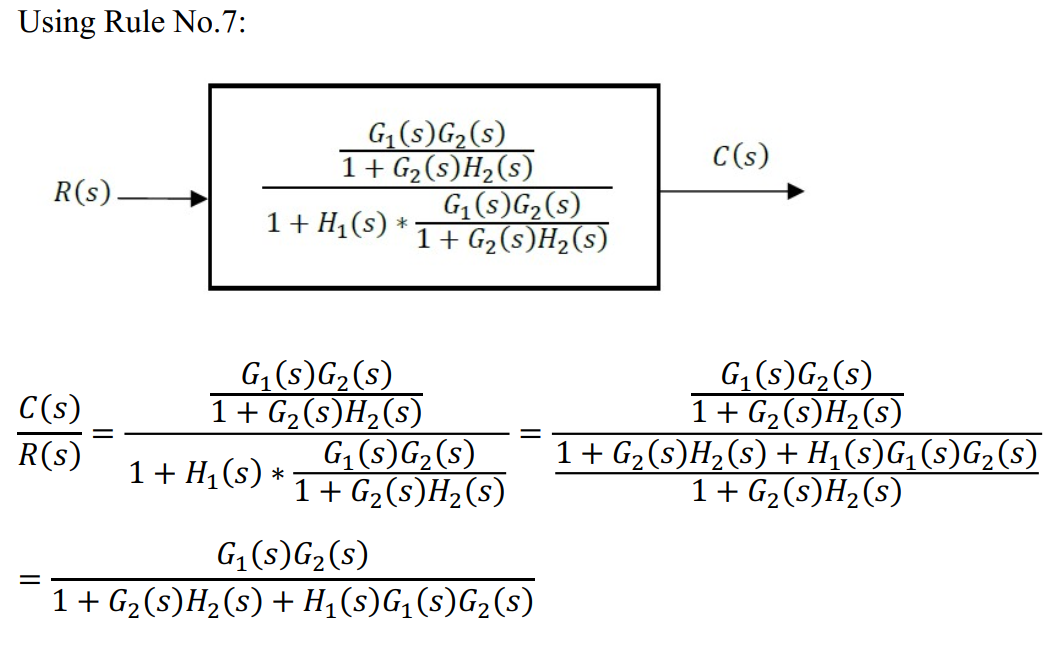 Using Rule No.7:
G₁(s)G₂(s)
1 + G₂(s)H₂(s)
C(s)
R(s)
1 + H₁(s) * G₁(s)G₂(s)
1 + G₂(s)H₂(s)
C(s)/R(s) = (G₁(s)G₂(s) / 1 + G₂(s)H₂(s)) / (1 + H₁(s) * G₁(s)G₂(s) / 1 + G₂(s)H₂(s)) = (G₁(s)G₂(s) / 1 + G₂(s)H₂(s)) / (1 + G₂(s)H₂(s) + H₁(s)G₁(s)G₂(s) / 1 + G₂(s)H₂(s))
= G₁(s)G₂(s) / 1 + G₂(s)H₂(s) + H₁(s)G₁(s)G₂(s)